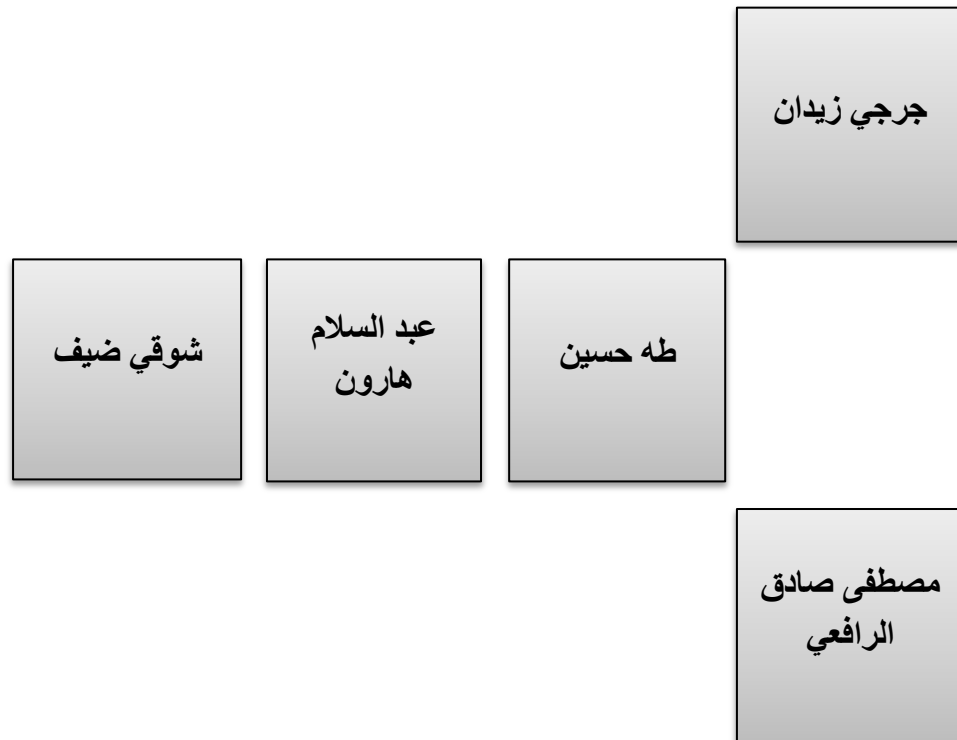 جرجي زيدان
طه حسين
عبد السلام
هارون
شوقي ضيف
مصطفى صادق
الرافعي